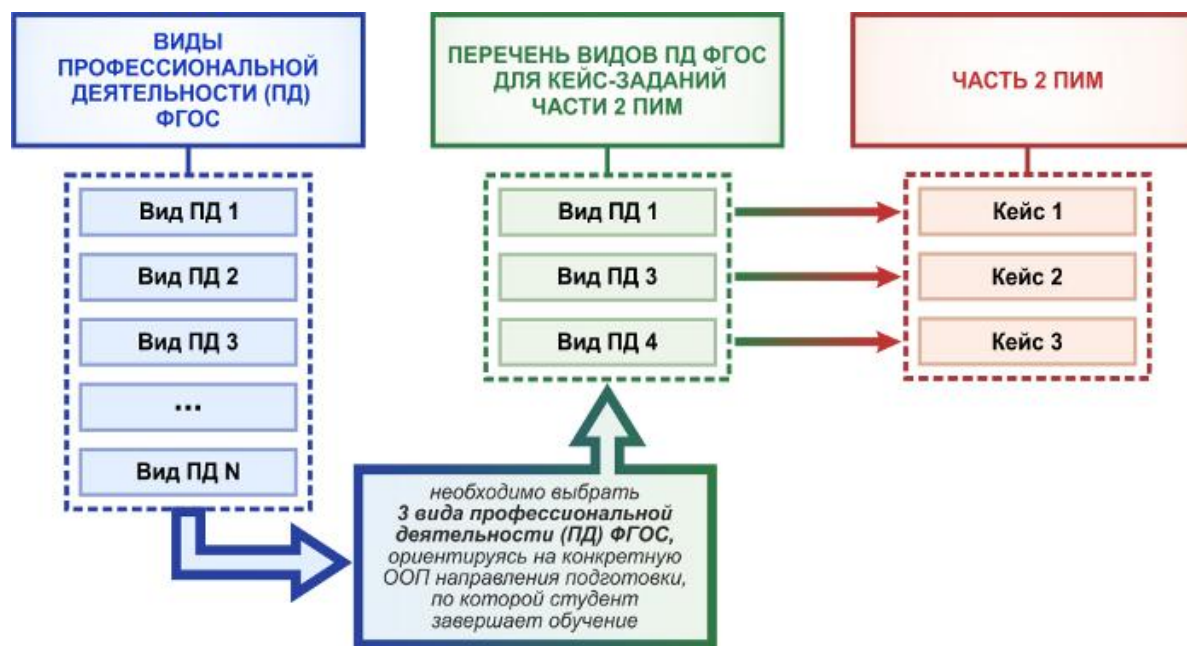 ВИДЫ
ПРОФЕССИОНАЛЬНОЙ
ДЕЯТЕЛЬНОСТИ (ПД)
ФГОС
Вид ПД 1
Вид ПД 2
Вид ПД 3
...
Вид ПД N
необходимо выбрать
3 вида профессиональной
деятельности (ПД) ФГОС,
ориентируясь на конкретную
ООП направления подготовки,
по которой студент
завершает обучение
ПЕРЕЧЕНЬ ВИДОВ ПД ФГОС
ДЛЯ КЕЙС-ЗАДАНИЙ
ЧАСТИ 2 ПИМ
Вид ПД 1
Вид ПД 3
Вид ПД 4
ЧАСТЬ 2 ПИМ
Кейс 1
Кейс 2
Кейс 3